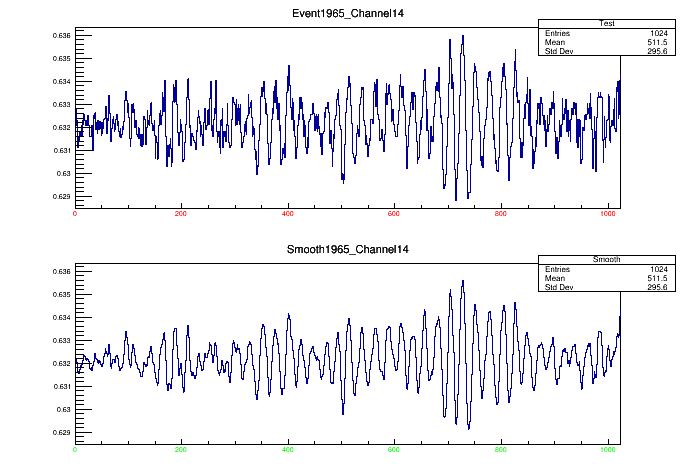 Event1965_Channel14
Test
Entries 1024
Mean 511.5
Std Dev 295.6
0.636
0.635
0.634
0.633
0.632
0.631
0.63
0.629
0 200 400 600 800 1000
Smooth1965_Channel14
Smooth
Entries 1024
Mean 511.5
Std Dev 295.6
0.636
0.635
0.634
0.633
0.632
0.631
0.63
0.629
0 200 400 600 800 1000